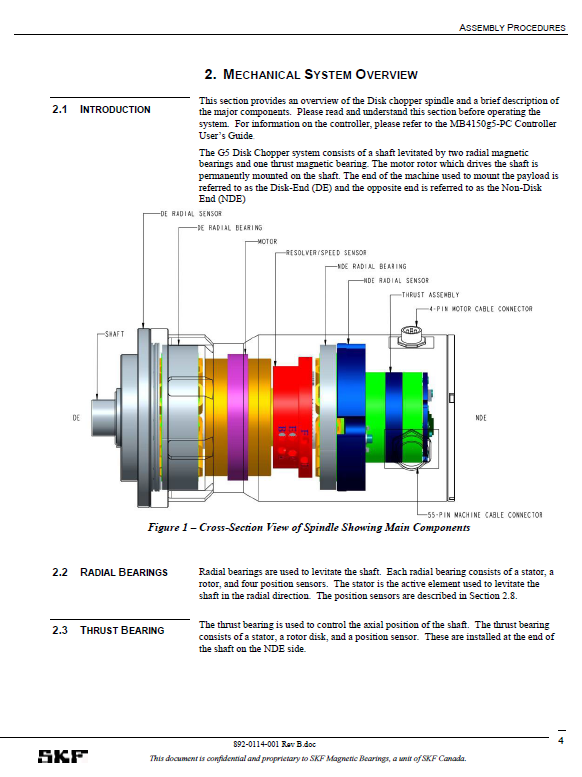 ASSEMBLY PROCEDURES
2. MECHANICAL SYSTEM OVERVIEW
2.1 INTRODUCTION
This section provides an overview of the Disk chopper spindle and a brief description of
the major components. Please read and understand this section before operating the
system. For information on the controller, please refer to the MB4150g5-PC Controller
User's Guide.
The G5 Disk Chopper system consists of a shaft levitated by two radial magnetic
bearings and one thrust magnetic bearing. The motor rotor which drives the shaft is
permanently mounted on the shaft. The end of the machine used to mount the payload is
referred to as the Disk-End (DE) and the opposite end is referred to as the Non-Disk
End (NDE)
DE RADIAL SENSOR
DE RADIAL BEARING
MOTOR
RESOLVER/SPEED SENSOR
NDE RADIAL BEARING
NDE RADIAL SENSOR
THRUST ASSEMBLY
4-PIN MOTOR CABLE CONNECTOR
SHAFT
DE
NDE
55-PIN MACHINE CABLE CONNECTOR
Figure 1 – Cross-Section View of Spindle Showing Main Components
2.2 RADIAL BEARINGS
Radial bearings are used to levitate the shaft. Each radial bearing consists of a stator, a
rotor, and four position sensors. The stator is the active element used to levitate the
shaft in the radial direction. The position sensors are described in Section 2.8.
2.3 THRUST BEARING
The thrust bearing is used to control the axial position of the shaft. The thrust bearing
consists of a stator, a rotor disk, and a position sensor. These are installed at the end of
the shaft on the NDE side.
4
892-0114-001 Rev B.doc
SKF
This document is confidential and proprietary to SKF Magnetic Bearings, a unit of SKF Canada.